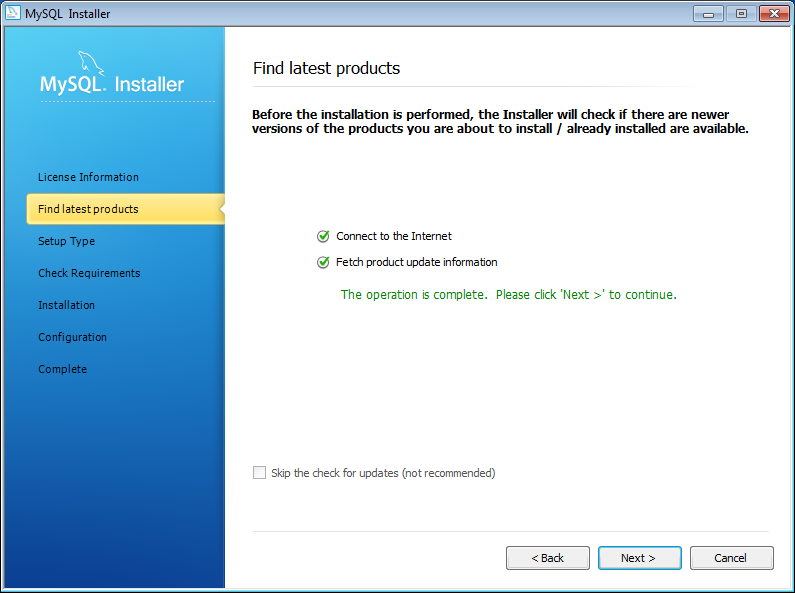 MySQL Installer
MySQL. Installer
License Information
Find latest products
Setup Type
Check Requirements
Installation
Configuration
Complete
Find latest products
Before the installation is performed, the Installer will check if there are newer
versions of the products you are about to install / already installed are available.
Connect to the Internet
Fetch product update information
The operation is complete.  Please click 'Next >' to continue.
Skip the check for updates (not recommended)
< Back
Next >
Cancel